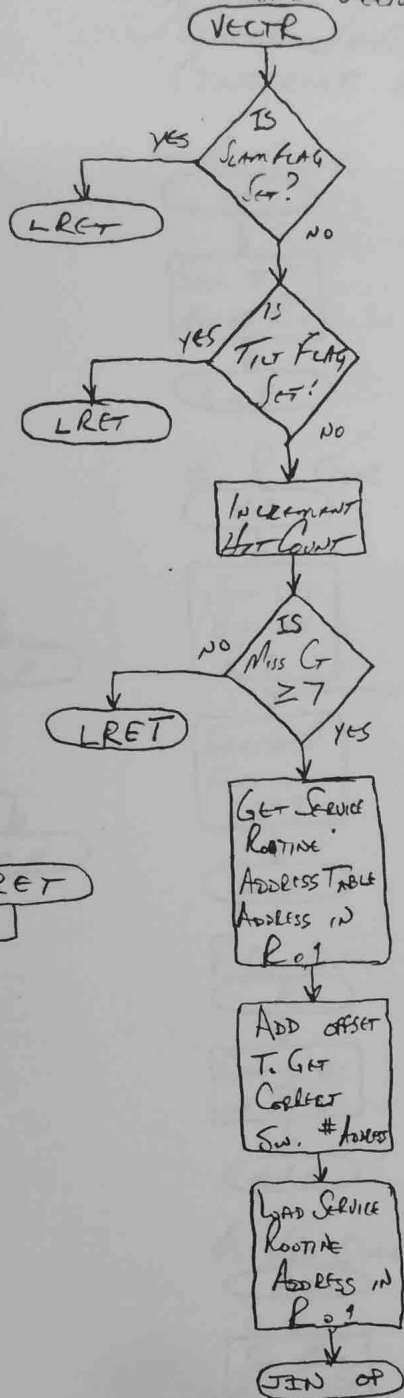 VECTR
IS
SLAM FLAG
SET?
YES
NO
LRET
IS
TILT FLAG
SET?
YES
NO
LRET
INCREMENT
HIT COUNT
IS
MISS CT
≥ 7
NO
YES
LRET
GET SERVICE
ROUTINE
ADDRESS TABLE
ADDRESS IN
R0,1
RET
ADD OFFSET
TO GET
CORRECT
SW. # ADDRESS
LOAD SERVICE
ROUTINE
ADDRESS IN
R0,1
JIN OP